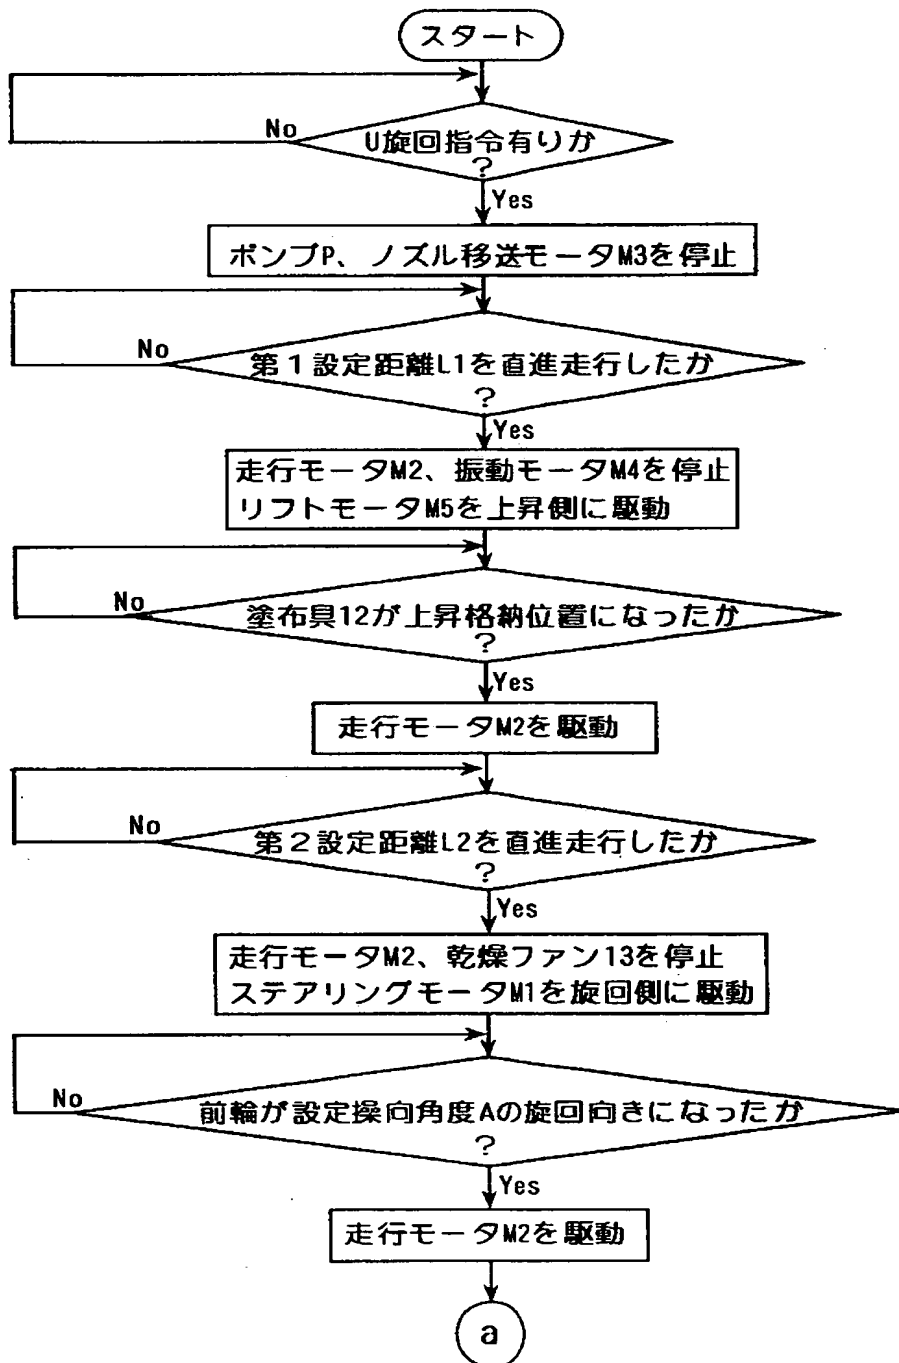 スタート
No
U旋回指令有りか
?
Yes
ポンプP、ノズル移送モータM3を停止
No
第1設定距離L1を直進走行したか
?
Yes
走行モータM2、振動モータM4を停止
リフトモータM5を上昇側に駆動
No
塗布具12が上昇格納位置になったか
?
Yes
走行モータM2を駆動
No
第2設定距離L2を直進走行したか
?
Yes
走行モータM2、乾燥ファン13を停止
ステアリングモータM1を旋回側に駆動
No
前輪が設定操向角度Aの旋回向きになったか
?
Yes
走行モータM2を駆動
a